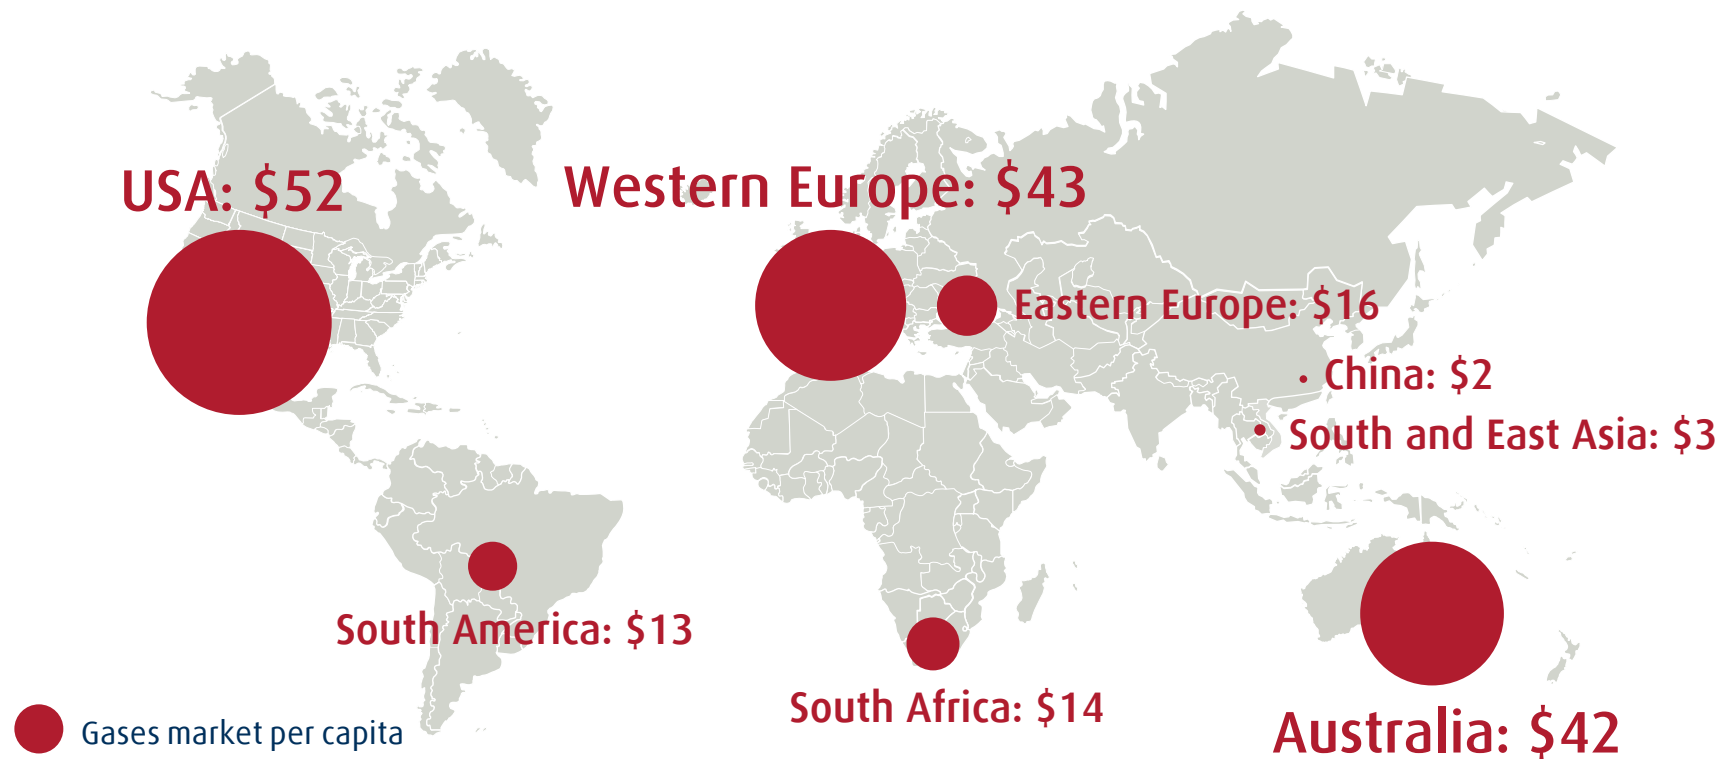 USA: $52
Western Europe: $43
Eastern Europe: $16
China: $2
South and East Asia: $3
South America: $13
South Africa: $14
Australia: $42
Gases market per capita